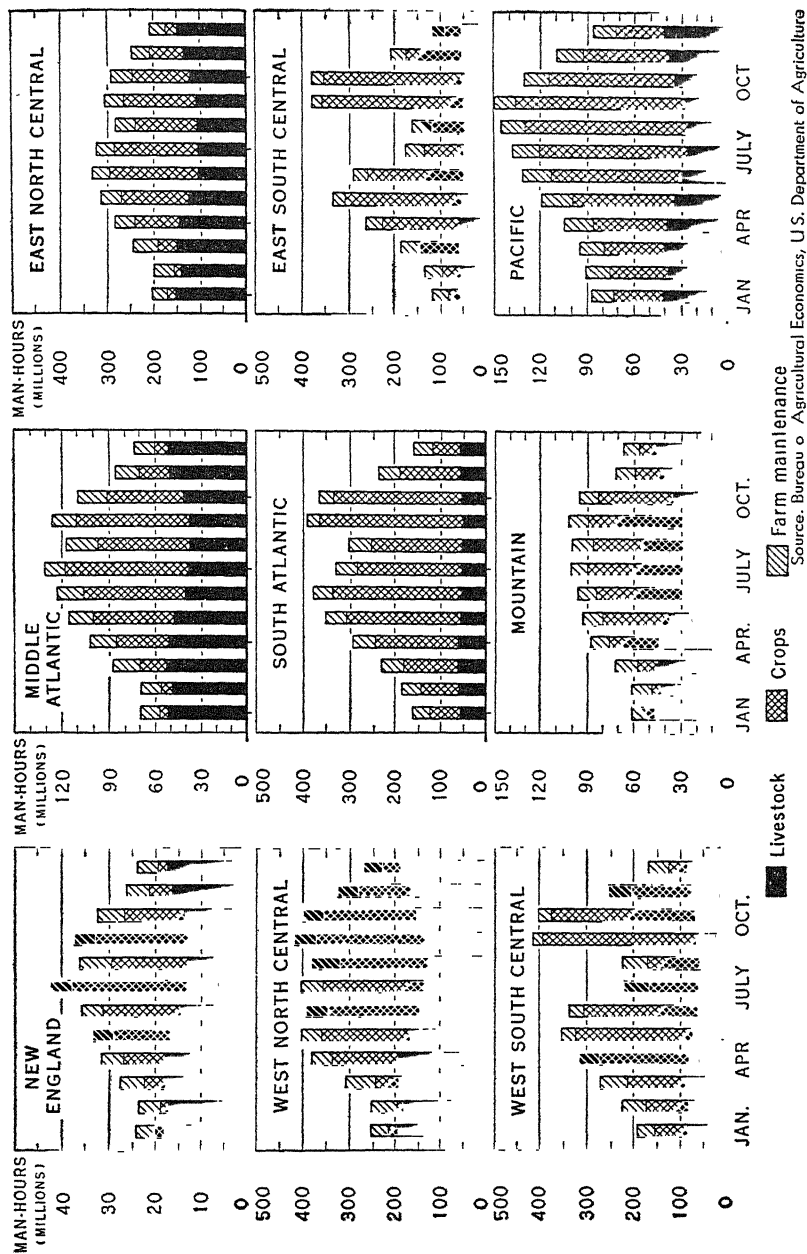 MAN-HOURS
(MILLIONS)
NEW
ENGLAND
40
30
20
10
0
MAN-HOURS
(MILLIONS)
MIDDLE
ATLANTIC
120
90
60
30
0
MAN-HOURS
(MILLIONS)
EAST NORTH CENTRAL
400
300
200
100
0
WEST NORTH CENTRAL
500
400
300
200
100
0
SOUTH ATLANTIC
500
400
300
200
100
0
EAST SOUTH CENTRAL
500
400
300
200
100
0
WEST SOUTH CENTRAL
500
400
300
200
100
0
JAN. APR JULY OCT.
MOUNTAIN
150
120
90
60
30
0
JAN APR. JULY OCT.
PACIFIC
150
120
90
60
30
0
JAN APR JULY OCT
Livestock Crops Farm maintenance
Source. Bureau o Agricultural Economics, U.S. Department of Agriculture